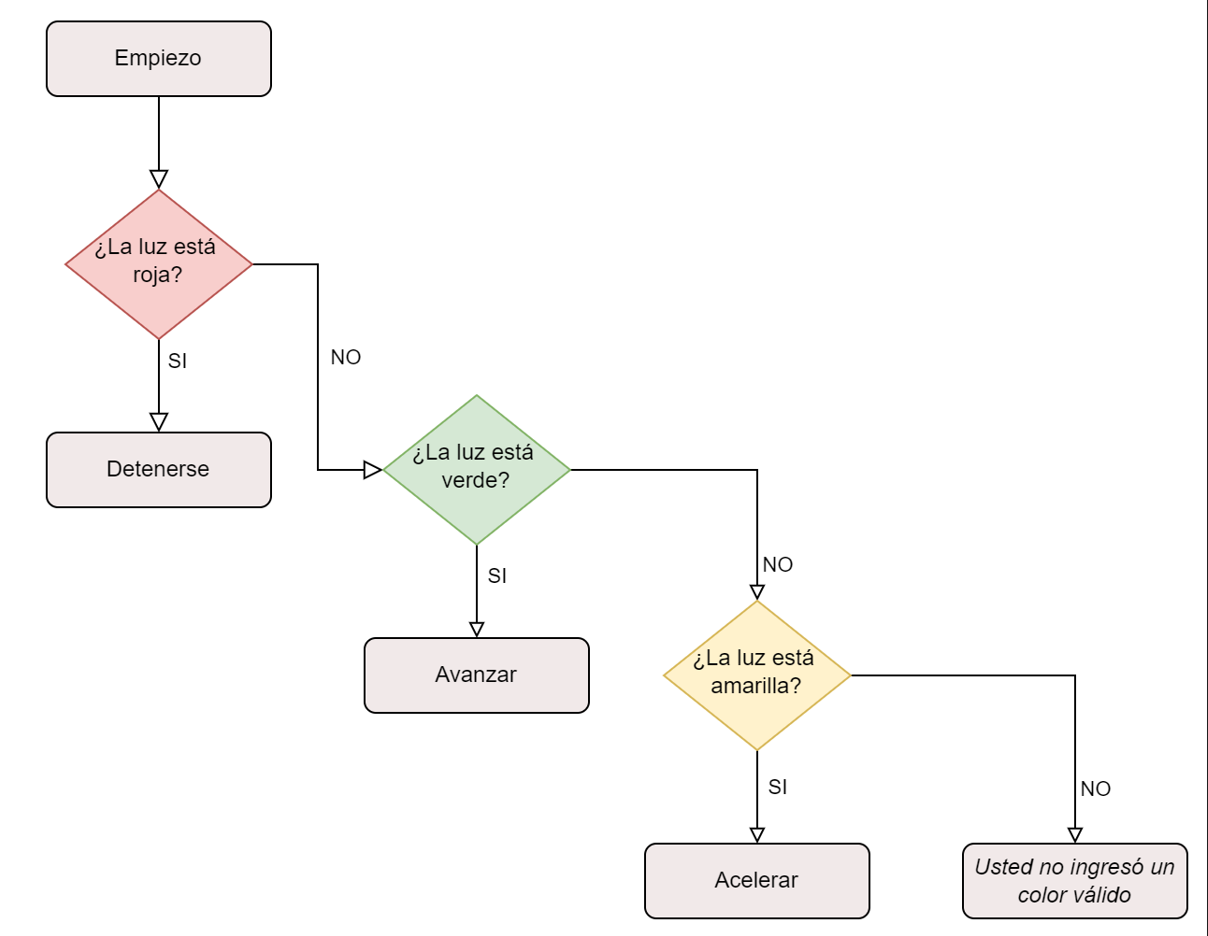 Empiezo
¿La luz está
roja?
SI
NO
Detenerse
¿La luz está
verde?
SI
NO
Avanzar
¿La luz está
amarilla?
SI
NO
Acelerar
Usted no ingresó un
color válido